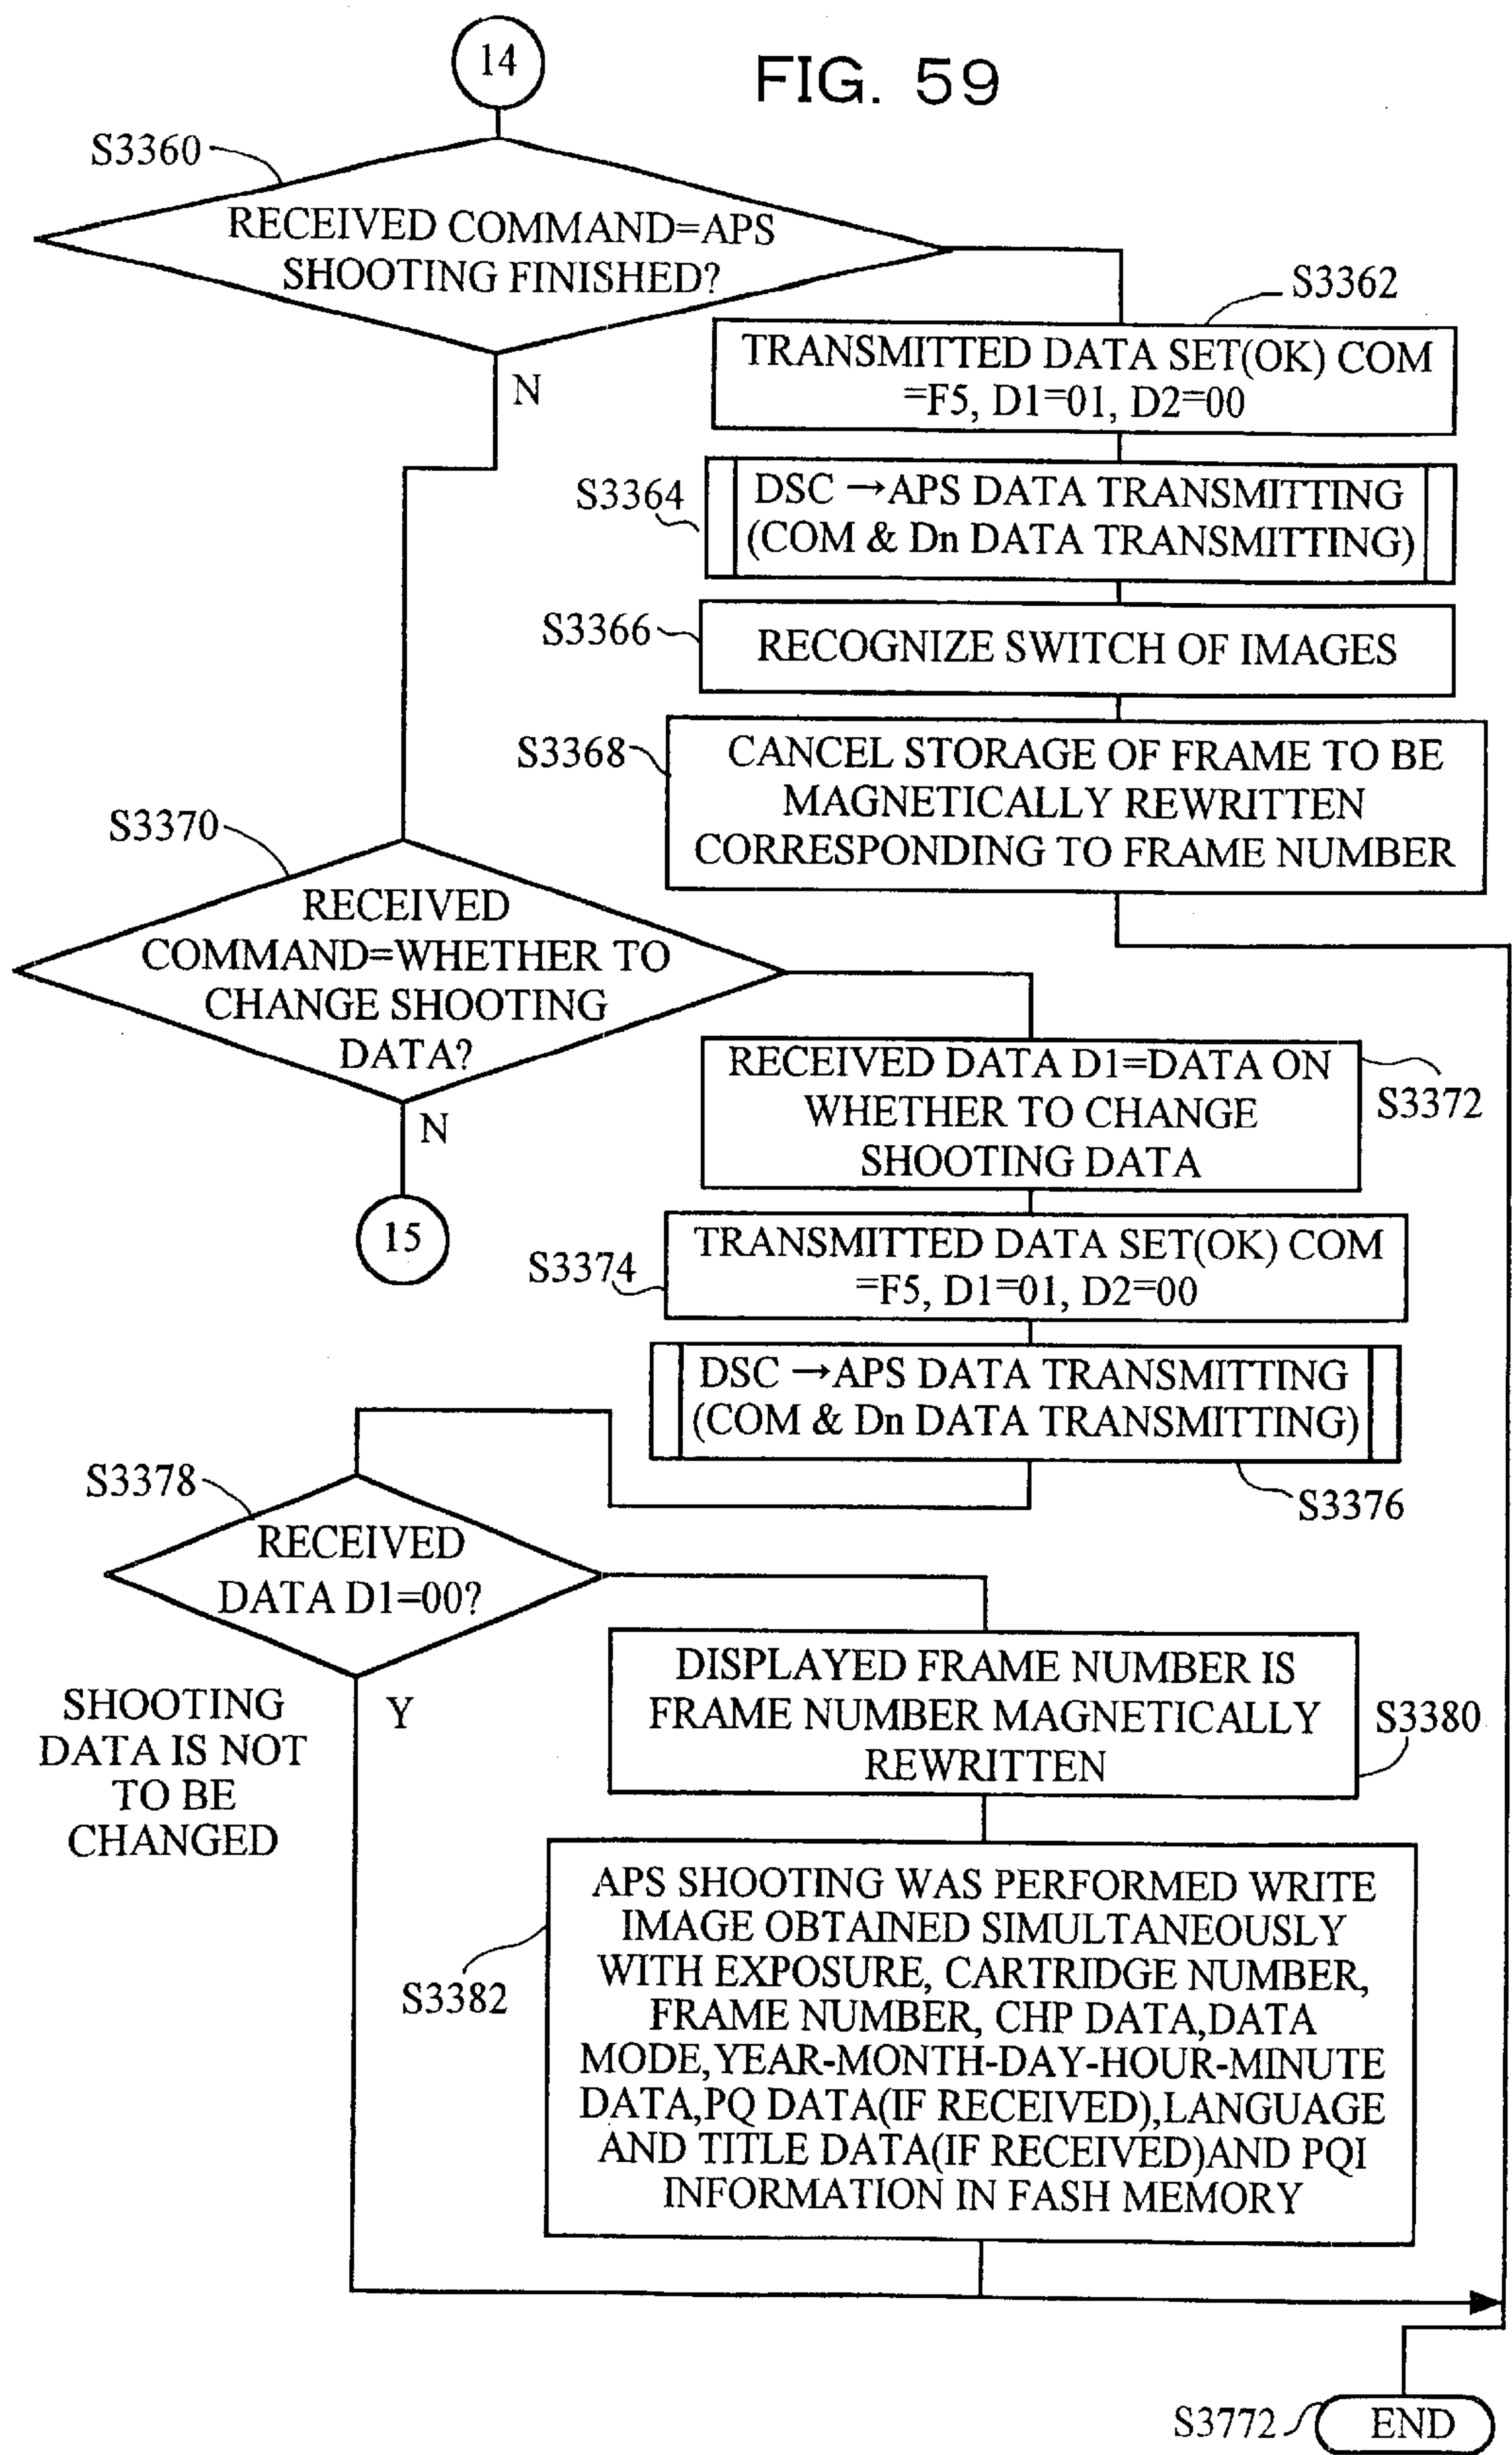 14
FIG. 59
S3360
RECEIVED COMMAND=APS
SHOOTING FINISHED?
N
S3362
TRANSMITTED DATA SET(OK) COM
=F5, D1=01, D2=00
S3364
DSC →APS DATA TRANSMITTING
(COM & Dn DATA TRANSMITTING)
S3366
RECOGNIZE SWITCH OF IMAGES
S3368
CANCEL STORAGE OF FRAME TO BE
MAGNETICALLY REWRITTEN
CORRESPONDING TO FRAME NUMBER
S3370
RECEIVED
COMMAND=WHETHER TO
CHANGE SHOOTING
DATA?
N
15
RECEIVED DATA D1=DATA ON
WHETHER TO CHANGE
SHOOTING DATA
S3372
S3374
TRANSMITTED DATA SET(OK) COM
=F5, D1=01, D2=00
DSC →APS DATA TRANSMITTING
(COM & Dn DATA TRANSMITTING)
S3376
S3378
RECEIVED
DATA D1=00?
SHOOTING
DATA IS NOT
TO BE
CHANGED
Y
DISPLAYED FRAME NUMBER IS
FRAME NUMBER MAGNETICALLY
REWRITTEN
S3380
S3382
APS SHOOTING WAS PERFORMED WRITE
IMAGE OBTAINED SIMULTANEOUSLY
WITH EXPOSURE, CARTRIDGE NUMBER,
FRAME NUMBER, CHP DATA,DATA
MODE,YEAR-MONTH-DAY-HOUR-MINUTE
DATA,PQ DATA(IF RECEIVED),LANGUAGE
AND TITLE DATA(IF RECEIVED)AND PQI
INFORMATION IN FASH MEMORY
S3772
END